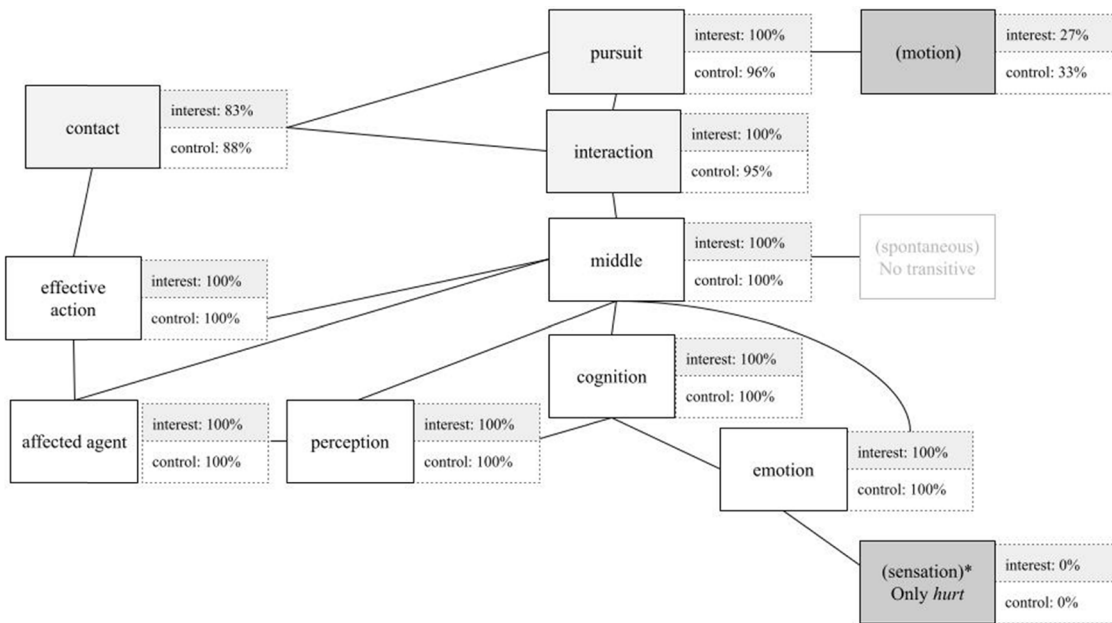 pursuit
interest: 100%
control: 96%
(motion)
interest: 27%
control: 33%
contact
interest: 83%
control: 88%
interaction
interest: 100%
control: 95%
middle
interest: 100%
control: 100%
(spontaneous)
No transitive
effective
action
interest: 100%
control: 100%
cognition
interest: 100%
control: 100%
affected agent
interest: 100%
control: 100%
perception
interest: 100%
control: 100%
emotion
interest: 100%
control: 100%
(sensation)*
Only hurt
interest: 0%
control: 0%